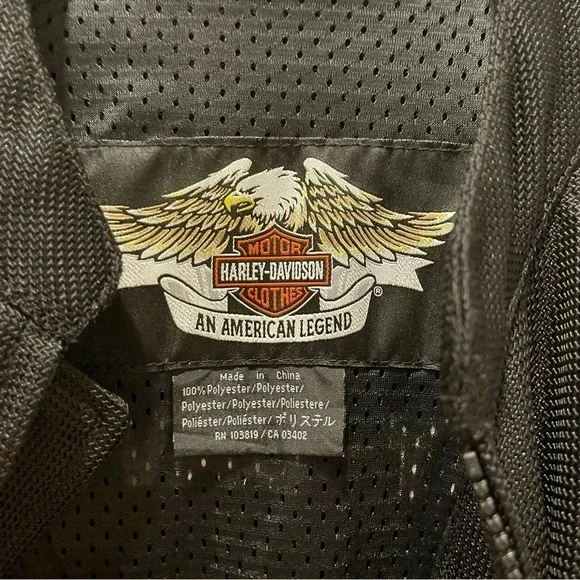 MOTOR
HARLEY-DAVIDSON
CLOTHES
®
AN AMERICAN LEGEND
Made in China
100% Polyester/Polyester/
Polyester/Polyester/Poliestere/
Poliéster/Poliéster/ポリステル
RN 103819 / CA 03402